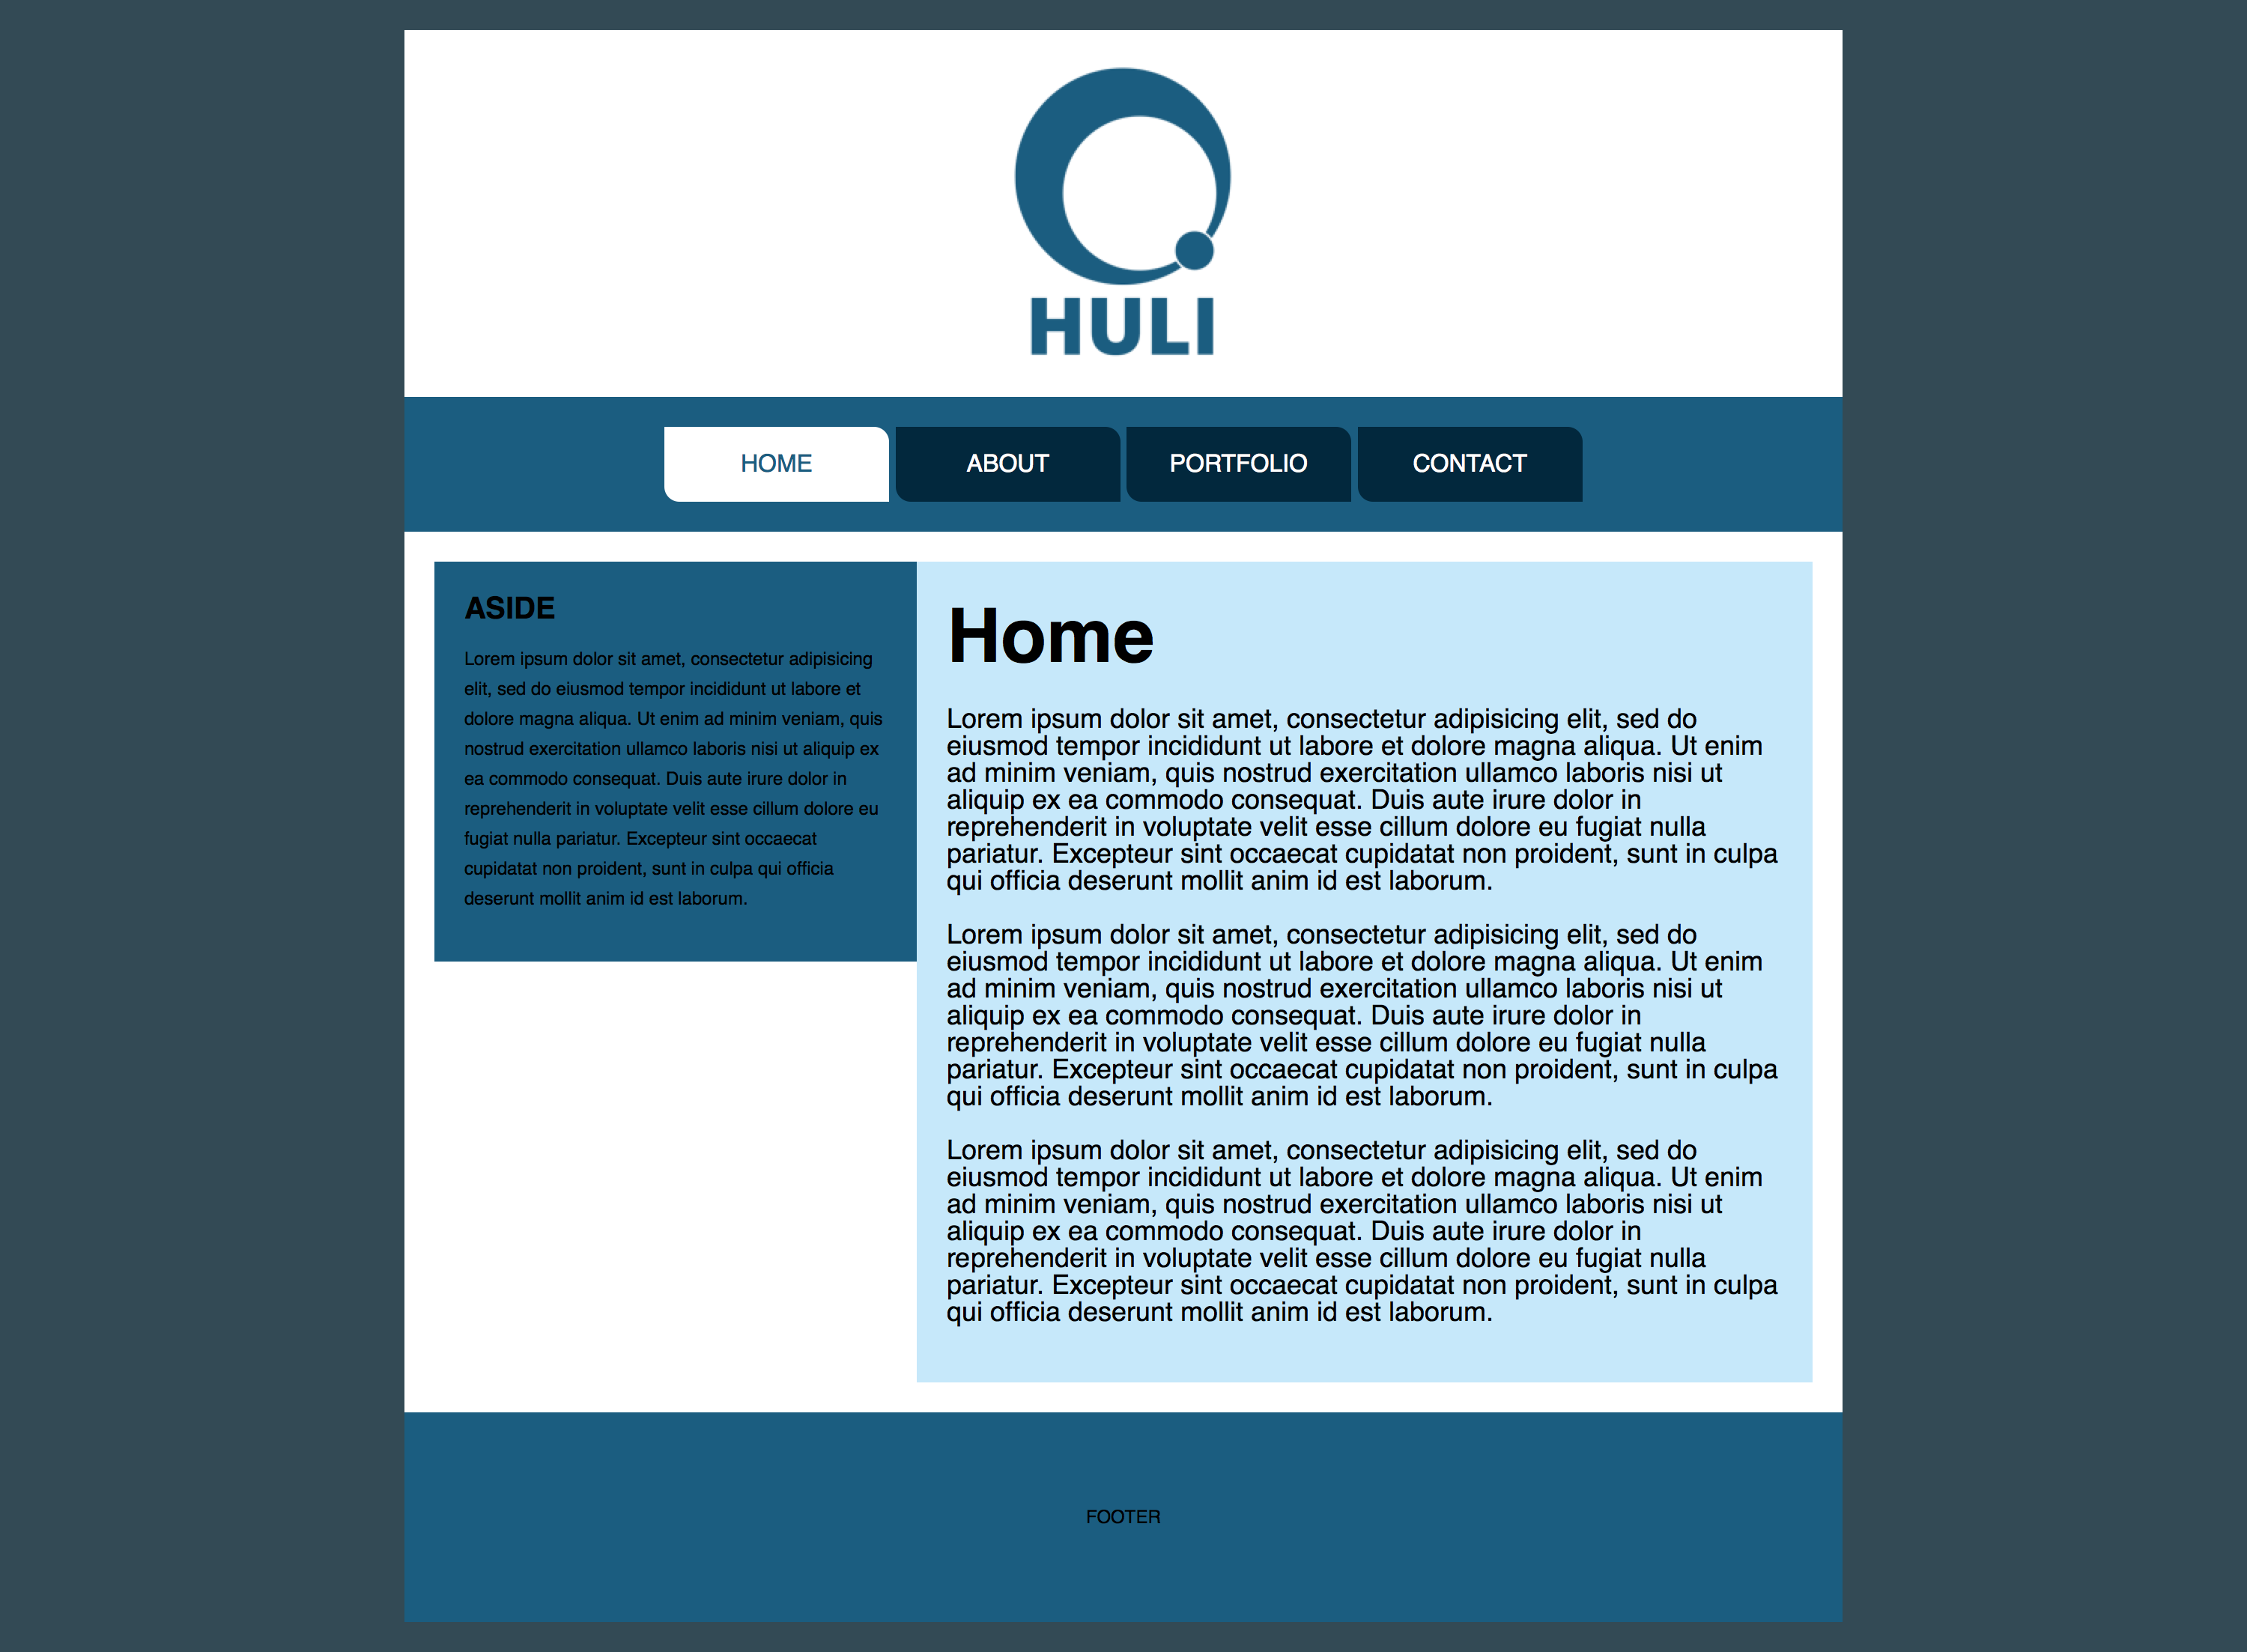 HULI
HOME
ABOUT
PORTFOLIO
CONTACT
ASIDE
Lorem ipsum dolor sit amet, consectetur adipisicing
elit, sed do eiusmod tempor incididunt ut labore et
dolore magna aliqua. Ut enim ad minim veniam, quis
nostrud exercitation ullamco laboris nisi ut aliquip ex
ea commodo consequat. Duis aute irure dolor in
reprehenderit in voluptate velit esse cillum dolore eu
fugiat nulla pariatur. Excepteur sint occaecat
cupidatat non proident, sunt in culpa qui officia
deserunt mollit anim id est laborum.
Home
Lorem ipsum dolor sit amet, consectetur adipisicing elit, sed do
eiusmod tempor incididunt ut labore et dolore magna aliqua. Ut enim
ad minim veniam, quis nostrud exercitation ullamco laboris nisi ut
aliquip ex ea commodo consequat. Duis aute irure dolor in
reprehenderit in voluptate velit esse cillum dolore eu fugiat nulla
pariatur. Excepteur sint occaecat cupidatat non proident, sunt in culpa
qui officia deserunt mollit anim id est laborum.
Lorem ipsum dolor sit amet, consectetur adipisicing elit, sed do
eiusmod tempor incididunt ut labore et dolore magna aliqua. Ut enim
ad minim veniam, quis nostrud exercitation ullamco laboris nisi ut
aliquip ex ea commodo consequat. Duis aute irure dolor in
reprehenderit in voluptate velit esse cillum dolore eu fugiat nulla
pariatur. Excepteur sint occaecat cupidatat non proident, sunt in culpa
qui officia deserunt mollit anim id est laborum.
Lorem ipsum dolor sit amet, consectetur adipisicing elit, sed do
eiusmod tempor incididunt ut labore et dolore magna aliqua. Ut enim
ad minim veniam, quis nostrud exercitation ullamco laboris nisi ut
aliquip ex ea commodo consequat. Duis aute irure dolor in
reprehenderit in voluptate velit esse cillum dolore eu fugiat nulla
pariatur. Excepteur sint occaecat cupidatat non proident, sunt in culpa
qui officia deserunt mollit anim id est laborum.
FOOTER